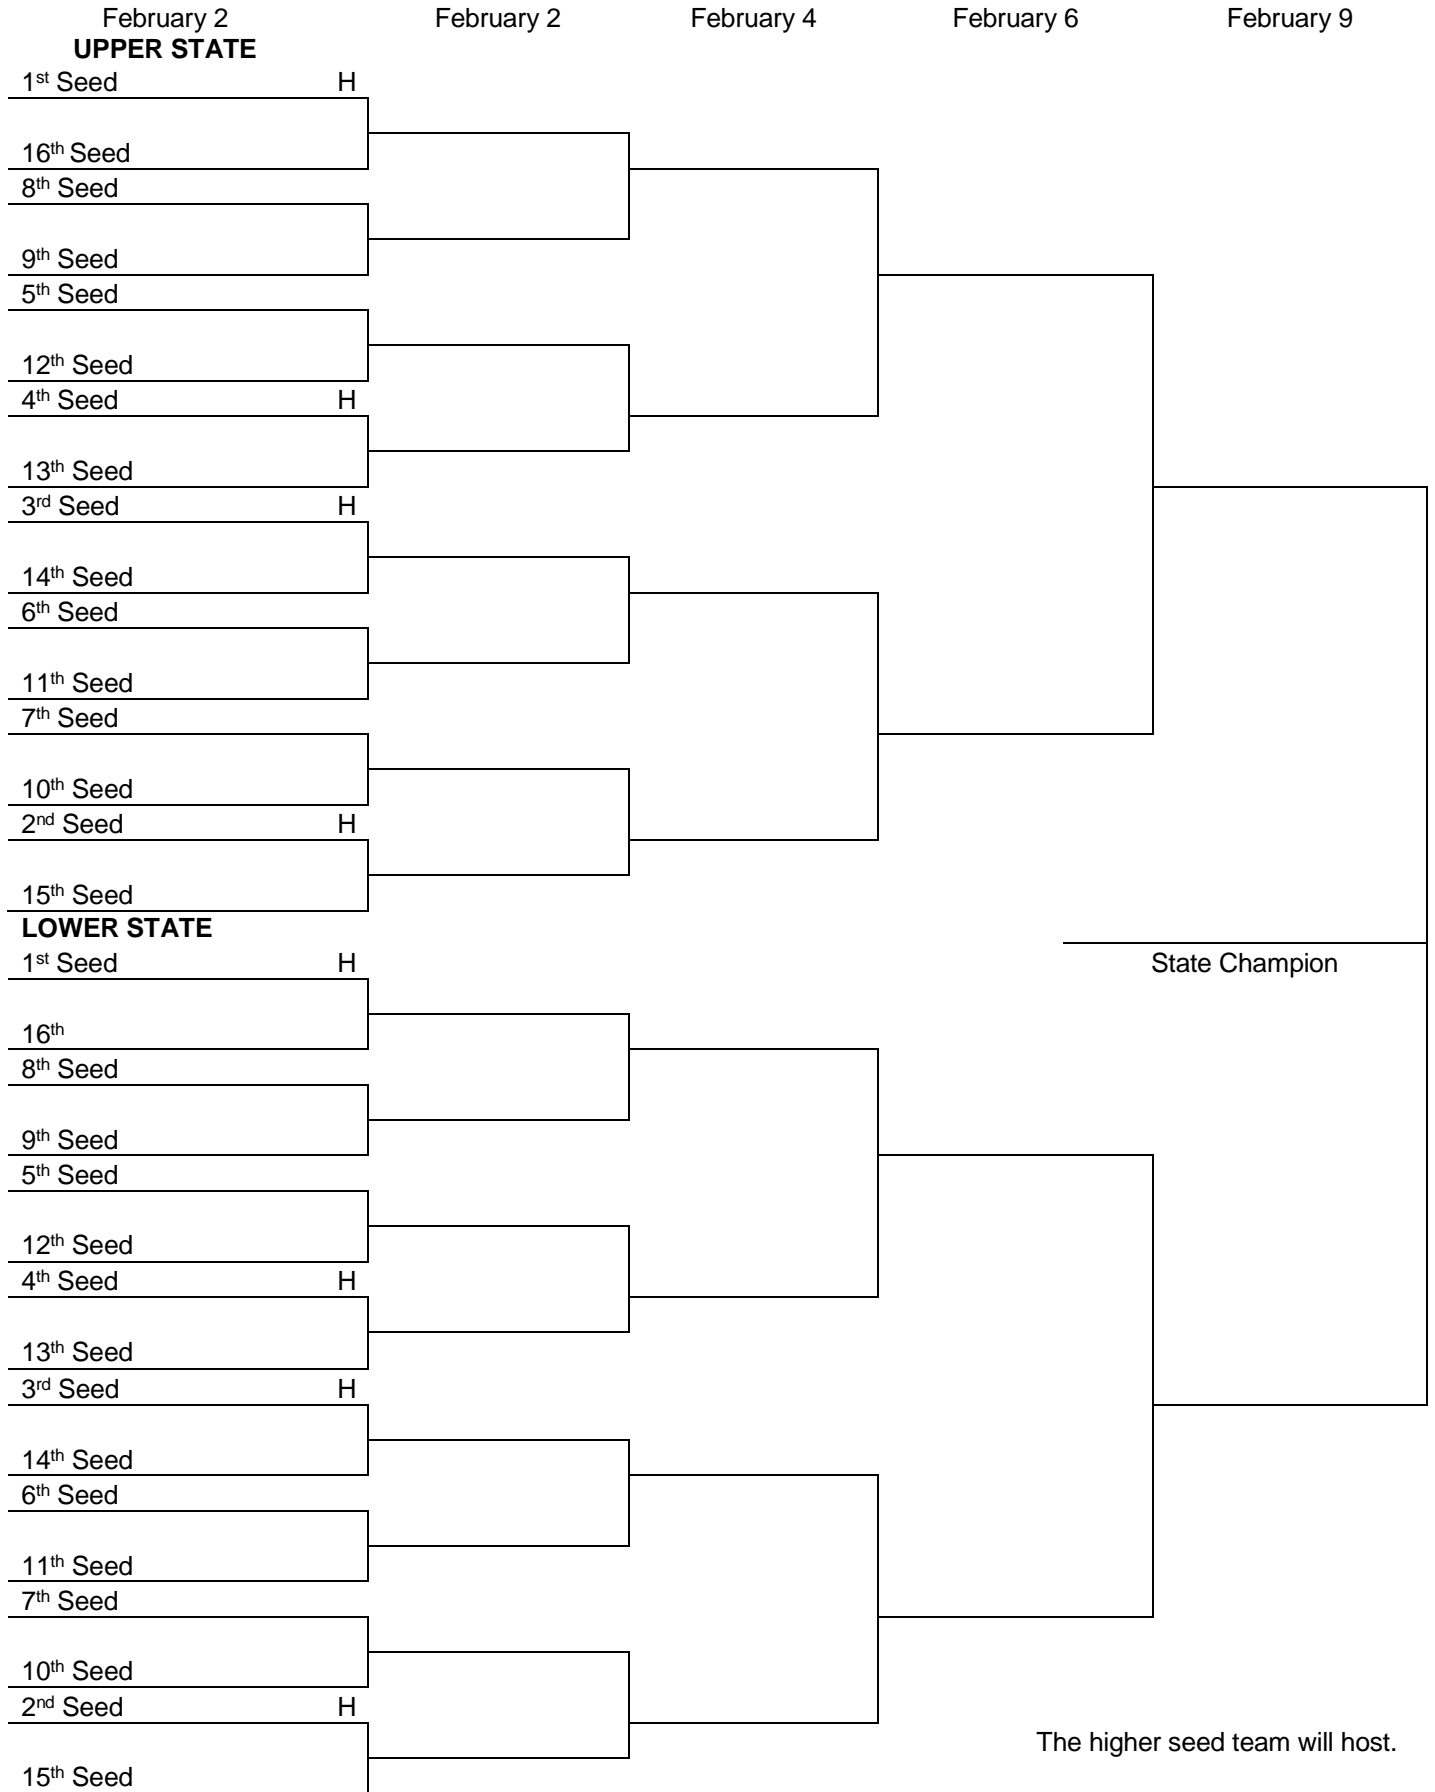 February 2 February 2 February 4 February 6 February 9
UPPER STATE
1st Seed H
16th Seed
8th Seed
9th Seed
5th Seed
12th Seed
4th Seed H
13th Seed
3rd Seed H
14th Seed
6th Seed
11th Seed
7th Seed
10th Seed
2nd Seed H
15th Seed
LOWER STATE
1st Seed H
State Champion
16th
8th Seed
9th Seed
5th Seed
12th Seed
4th Seed H
13th Seed
3rd Seed H
14th Seed
6th Seed
11th Seed
7th Seed
10th Seed
2nd Seed H
The higher seed team will host.
15th Seed